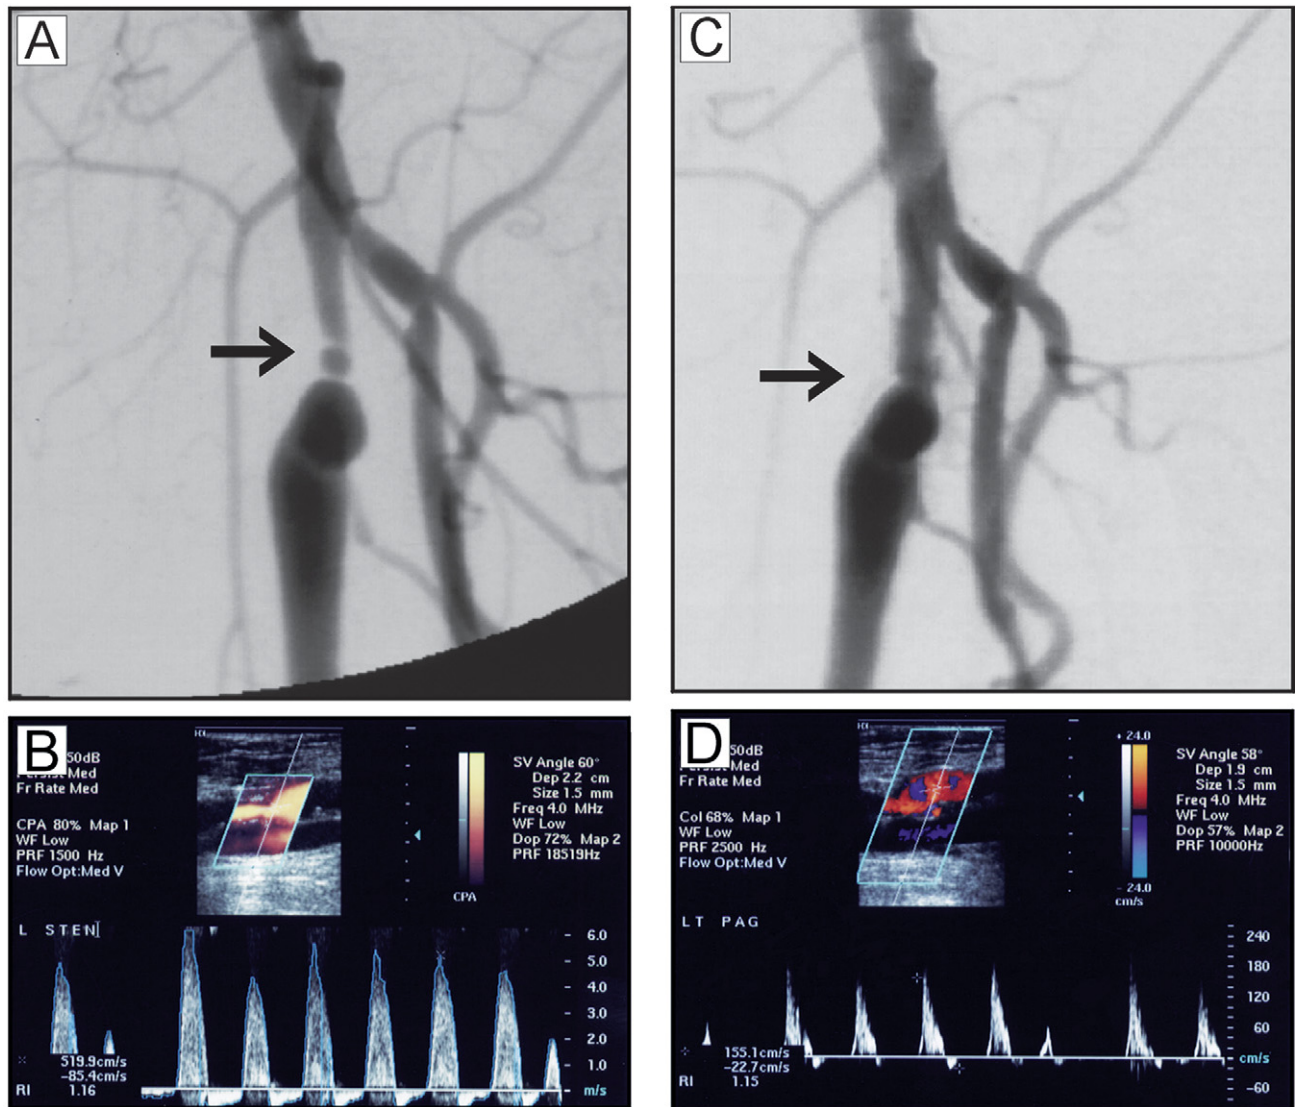 A
C
B
50dB
Med
Fr Rate Med
CPA 80% Map 1
WF Low
PRF 1500 Hz
Flow Opt:Med V
CPA
SV Angle 60°
Dep 2.2 cm
Size 1.5 mm
Freq 4.0 MHz
WF Low
Dop 72% Map 2
PRF 18519Hz
L STEN
6.0
5.0
4.0
3.0
2.0
1.0
m/s
519.9cm/s
-85.4cm/s
RI 1.16
D
50dB
Med
Fr Rate Med
Col 68% Map 1
WF Low
PRF 2500 Hz
Flow Opt:Med V
+ 24.0
- 24.0
cm/s
SV Angle 58°
Dep 1.9 cm
Size 1.5 mm
Freq 4.0 MHz
WF Low
Dop 57% Map 2
PRF 10000Hz
LT PAG
240
180
120
60
cm/s
-60
155.1cm/s
-22.7cm/s
RI 1.15